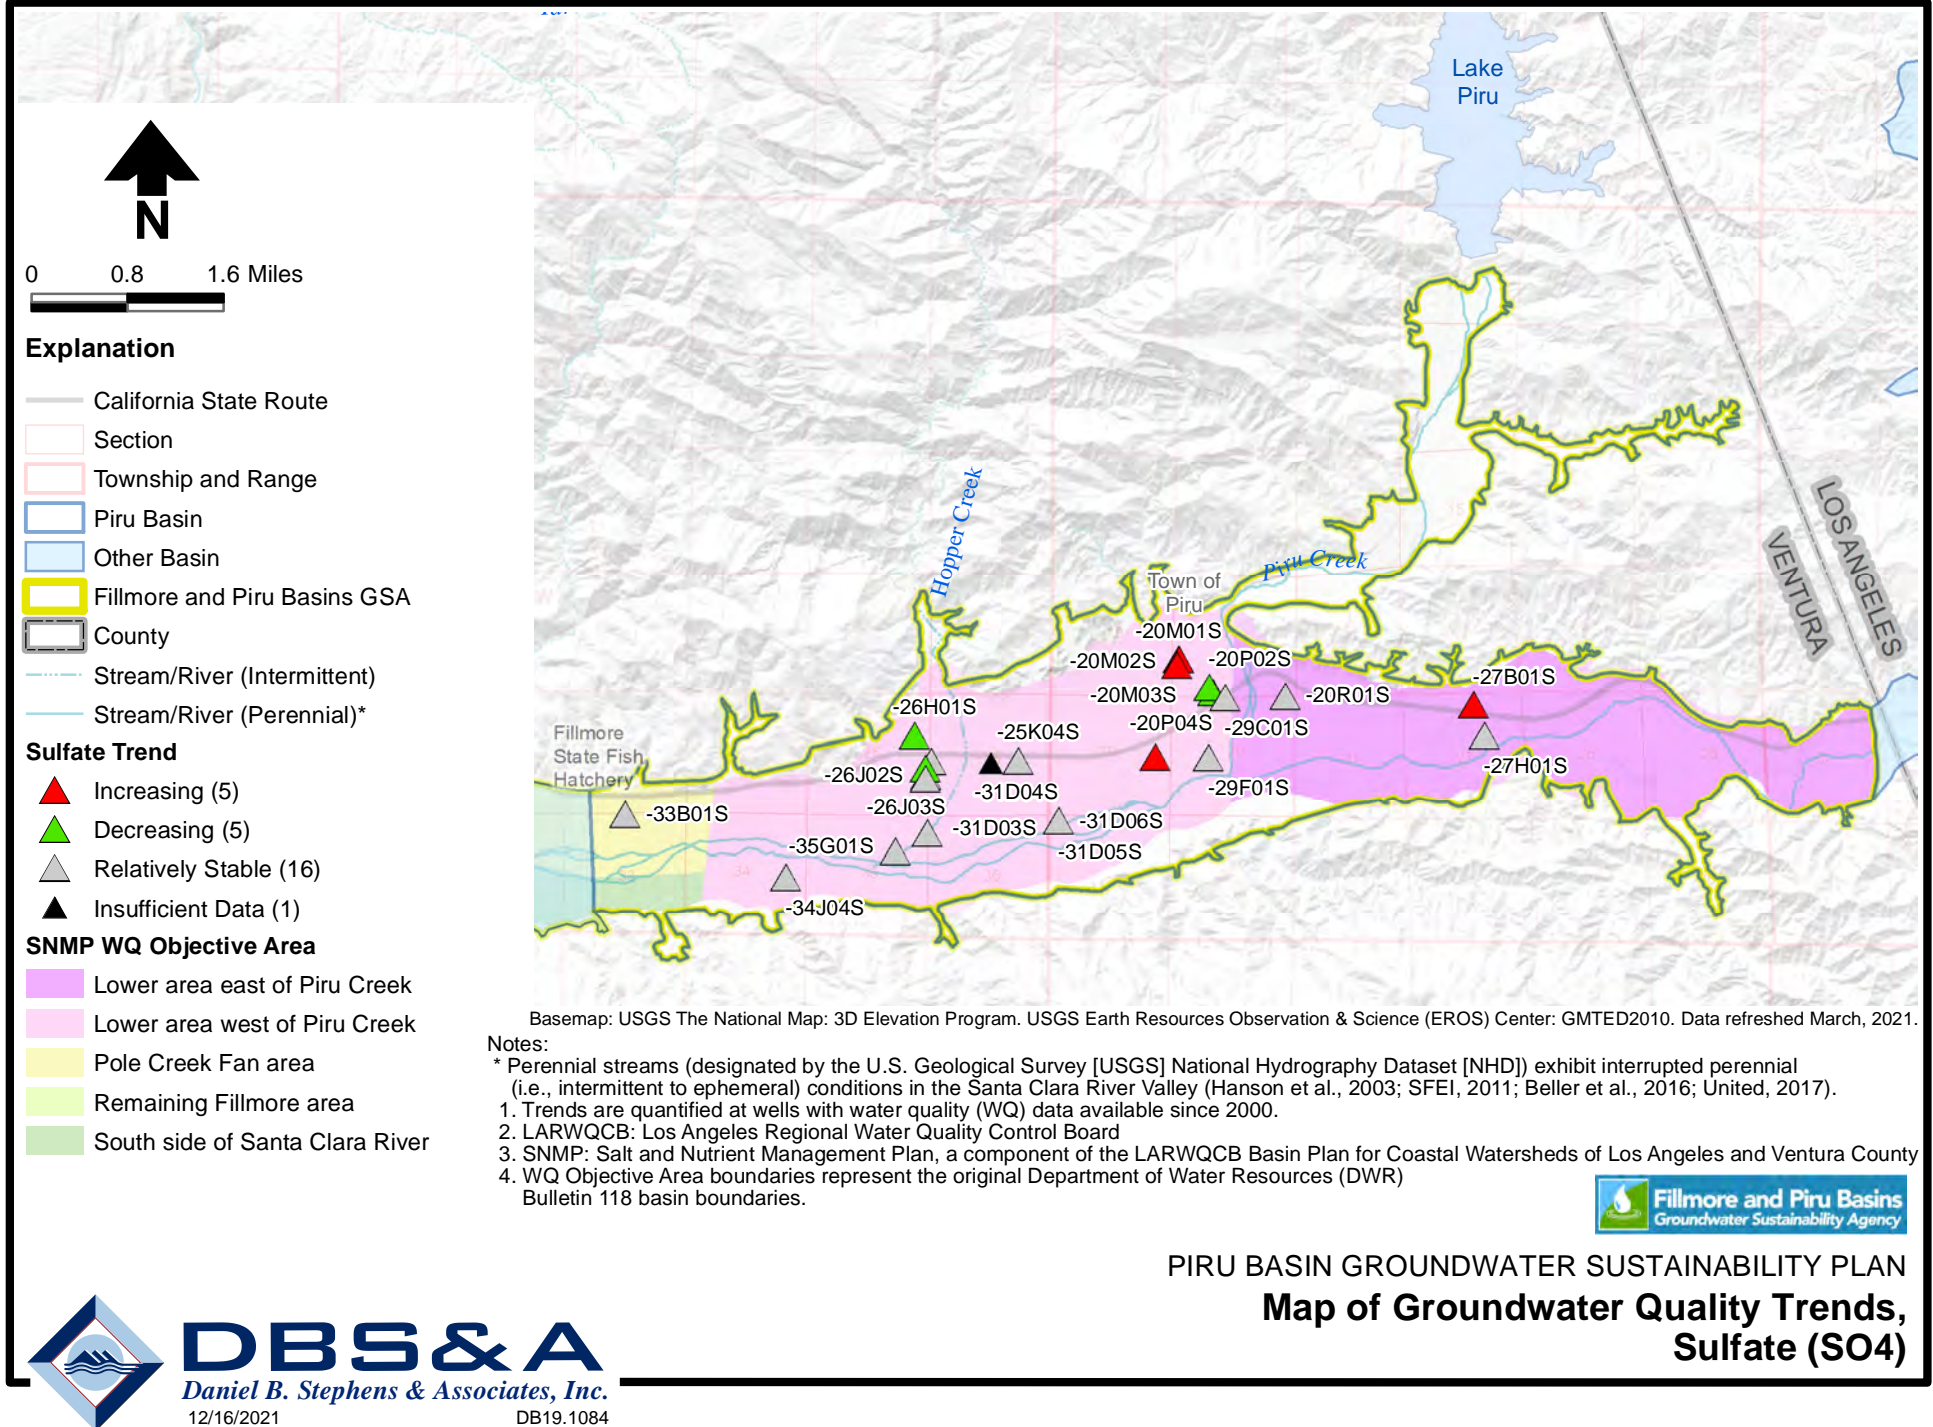 Lake
Piru
N
0 0.8 1.6 Miles
Explanation
California State Route
Section
Township and Range
Piru Basin
Other Basin
Fillmore and Piru Basins GSA
County
Stream/River (Intermittent)
Stream/River (Perennial)*
Sulfate Trend
Increasing (5)
Decreasing (5)
Relatively Stable (16)
Insufficient Data (1)
SNMP WQ Objective Area
Lower area east of Piru Creek
Lower area west of Piru Creek
Pole Creek Fan area
Remaining Fillmore area
South side of Santa Clara River
Hopper Creek
Piru Creek
LOS ANGELES
VENTURA
Town of
Piru
-20M01S
-20M02S
-20P02S
-20M03S
-20R01S
-27B01S
-26H01S
-20P04S
-29C01S
-25K04S
Fillmore
State Fish
Hatchery
-26J02S
-27H01S
-31D04S
-29F01S
-26J03S
-33B01S
-31D03S
-31D06S
-35G01S
-31D05S
-34J04S
Basemap: USGS The National Map: 3D Elevation Program. USGS Earth Resources Observation & Science (EROS) Center: GMTED2010. Data refreshed March, 2021.
Notes:
* Perennial streams (designated by the U.S. Geological Survey [USGS] National Hydrography Dataset [NHD]) exhibit interrupted perennial
(i.e., intermittent to ephemeral) conditions in the Santa Clara River Valley (Hanson et al., 2003; SFEI, 2011; Beller et al., 2016; United, 2017).
1. Trends are quantified at wells with water quality (WQ) data available since 2000.
2. LARWQCB: Los Angeles Regional Water Quality Control Board
3. SNMP: Salt and Nutrient Management Plan, a component of the LARWQCB Basin Plan for Coastal Watersheds of Los Angeles and Ventura County
4. WQ Objective Area boundaries represent the original Department of Water Resources (DWR)
Bulletin 118 basin boundaries.
Fillmore and Piru Basins
Groundwater Sustainability Agency
PIRU BASIN GROUNDWATER SUSTAINABILITY PLAN
Map of Groundwater Quality Trends,
Sulfate (SO4)
DBS&A
Daniel B. Stephens & Associates, Inc.
12/16/2021 DB19.1084